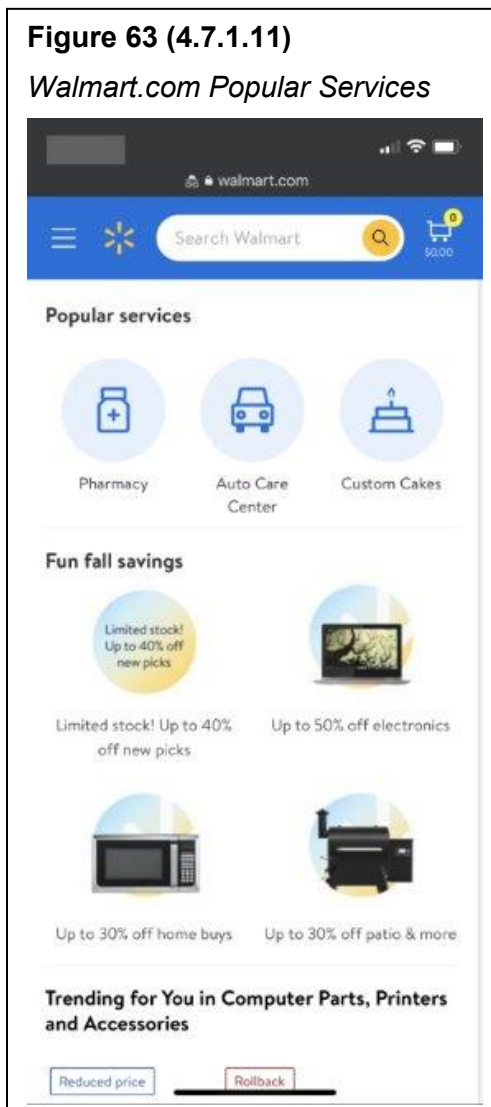 Figure 63 (4.7.1.11)
Walmart.com Popular Services
walmart.com
Search Walmart
0
$0.00
Popular services
Pharmacy
Auto Care
Center
Custom Cakes
Fun fall savings
Limited stock!
Up to 40% off
new picks
Limited stock! Up to 40%
off new picks
Up to 50% off electronics
Up to 30% off home buys
Up to 30% off patio & more
Trending for You in Computer Parts, Printers
and Accessories
Reduced price
Rollback